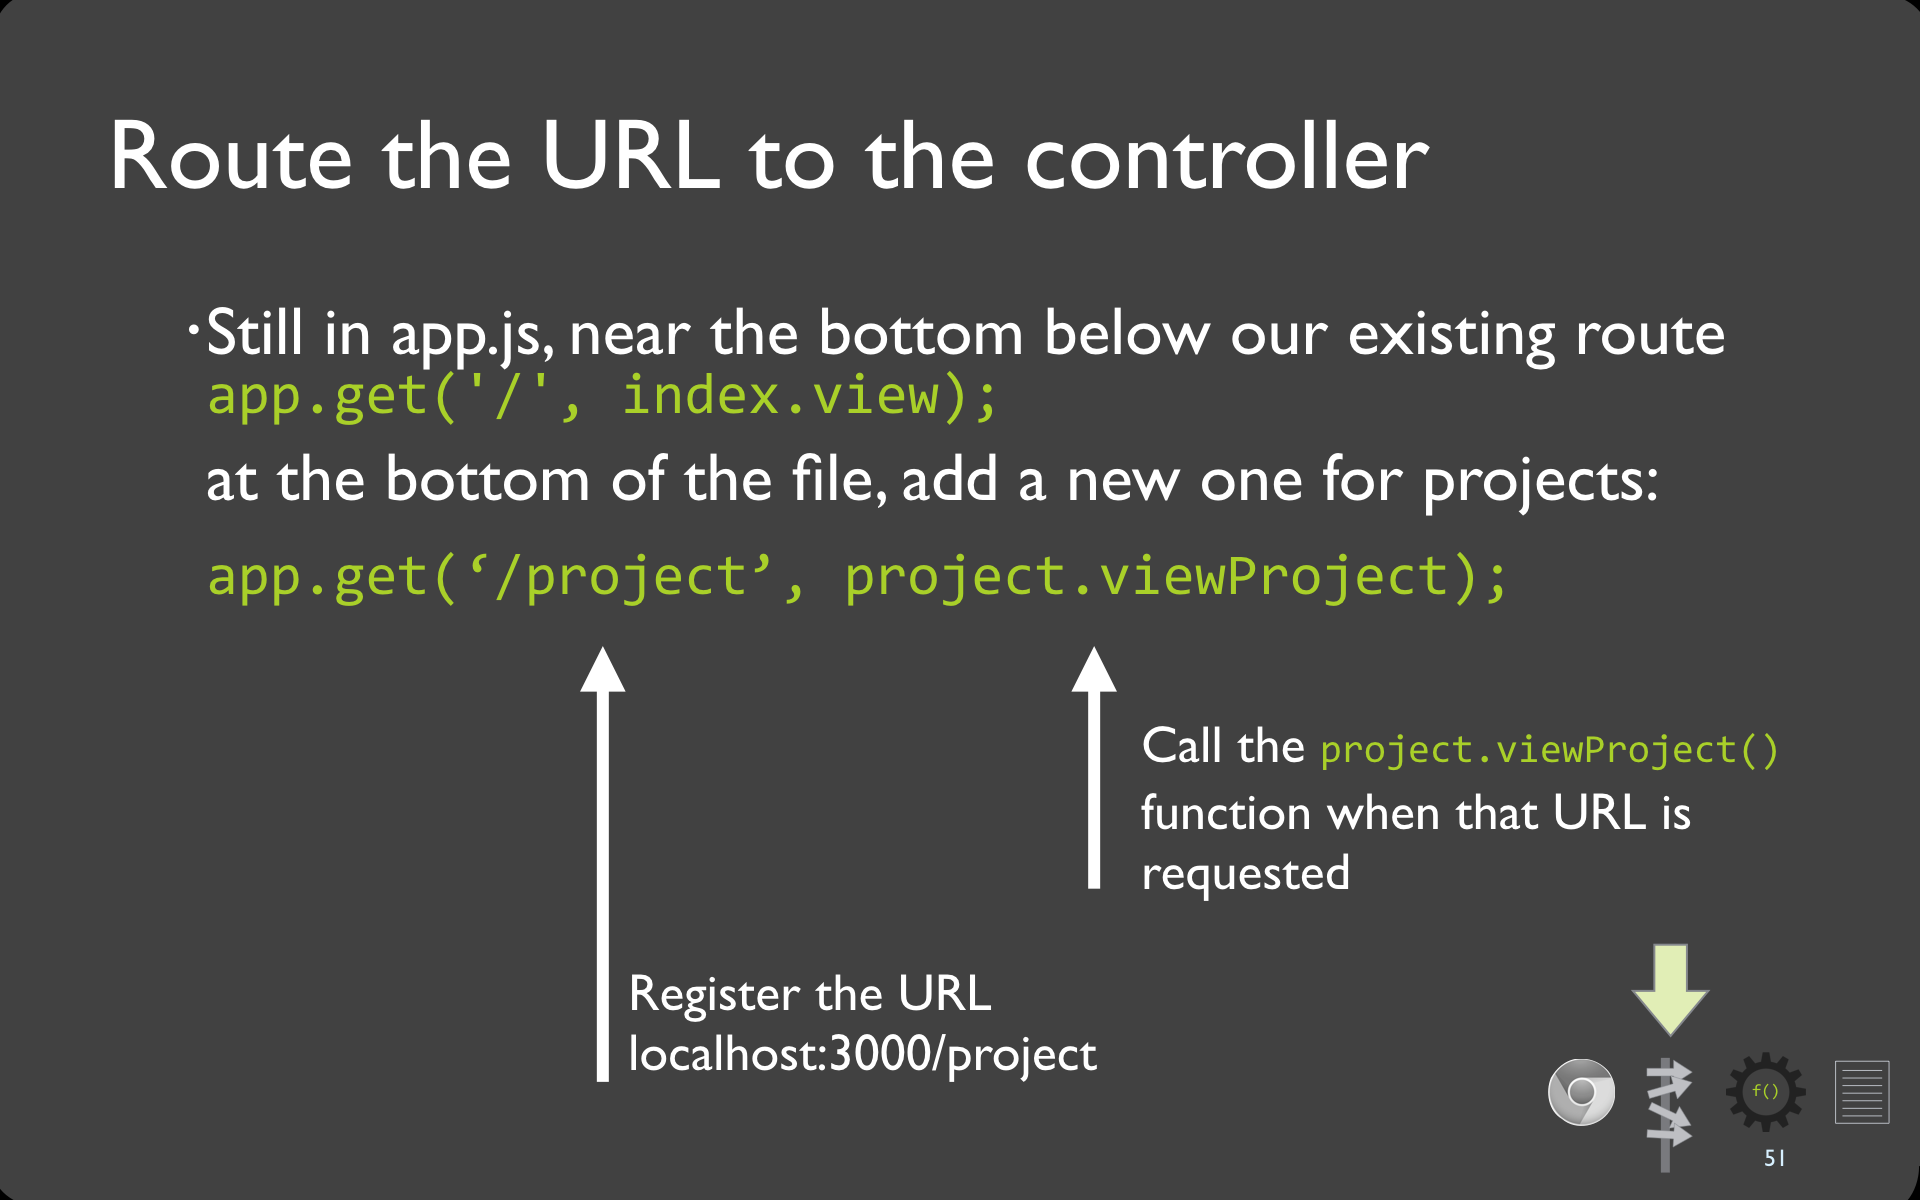 Route the URL to the controller
•Still in app.js, near the bottom below our existing route
app.get('/', index.view);
at the bottom of the file, add a new one for projects:
app.get(‘/project’, project.viewProject);
Call the project.viewProject()
function when that URL is
requested
Register the URL
localhost:3000/project
f()
51